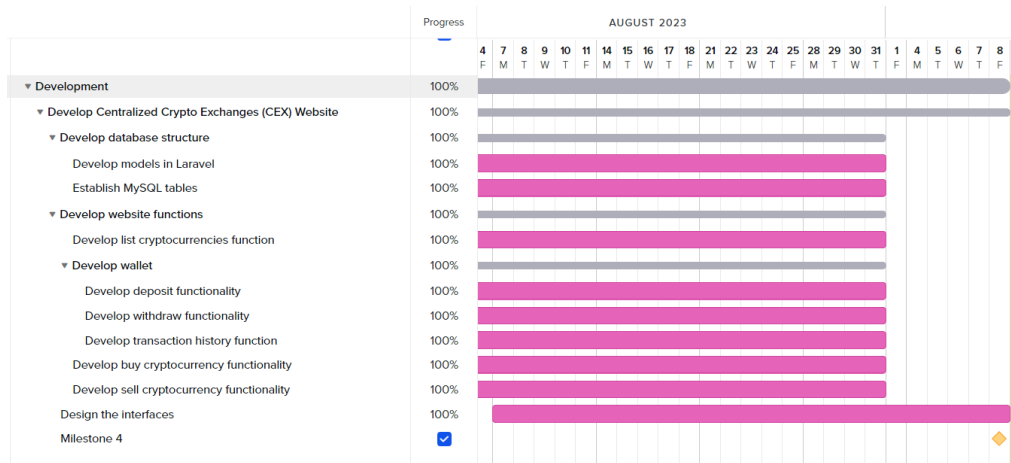 Progress AUGUST 2023
4 7 8 9 10 11 14 15 16 17 18 21 22 23 24 25 28 29 30 31 1 4 5 6 7 8
F M T W T F M T W T F M T W T F M T W T F M T W T F
Development 100%
Develop Centralized Crypto Exchanges (CEX) Website 100%
Develop database structure 100%
Develop models in Laravel 100%
Establish MySQL tables 100%
Develop website functions 100%
Develop list cryptocurrencies function 100%
Develop wallet 100%
Develop deposit functionality 100%
Develop withdraw functionality 100%
Develop transaction history function 100%
Develop buy cryptocurrency functionality 100%
Develop sell cryptocurrency functionality 100%
Design the interfaces 100%
Milestone 4